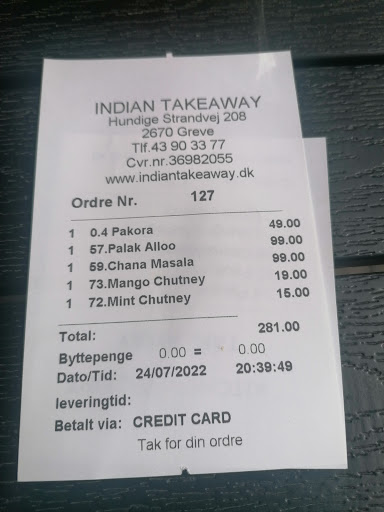 INDIAN TAKEAWAY
Hundige Strandvej 208
2670 Greve
Tlf.43 90 33 77
Cvr.nr.36982055
www.indiantakeaway.dk
Ordre Nr. 127
1 0.4 Pakora 49.00
1 57.Palak Alloo 99.00
1 59.Chana Masala 99.00
1 73.Mango Chutney 19.00
1 72.Mint Chutney 15.00
Total: 281.00
Byttepenge 0.00 = 0.00
Dato/Tid: 24/07/2022 20:39:49
leveringtid:
Betalt via: CREDIT CARD
Tak for din ordre